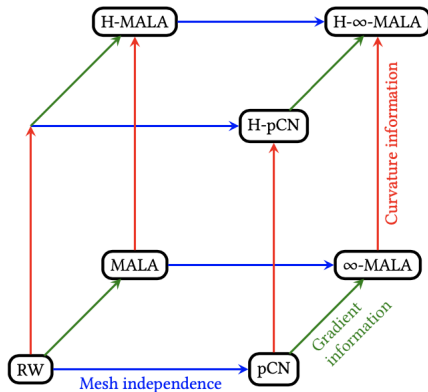 H-MALA
H-∞-MALA
H-pCN
Curvature information
MALA
∞-MALA
Gradient
information
RW
pCN
Mesh independence